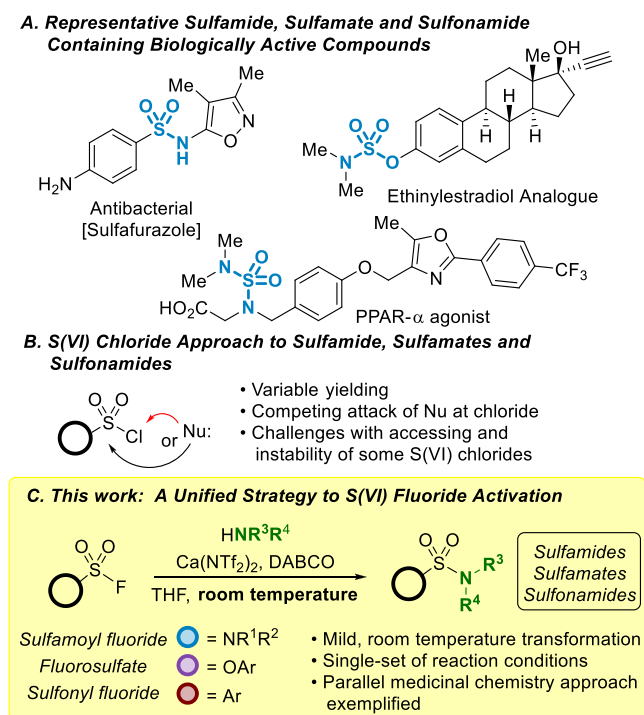 A. Representative Sulfamide, Sulfamate and Sulfonamide
Containing Biologically Active Compounds
Me
Me
O O
S
N
H
N
O
H₂N
Antibacterial
[Sulfafurazole]
Me
OH
H
H
H
O O
S
Me
N
O
Me
Ethinylestradiol Analogue
Me
Me
N
O
S
O
HO₂C
N
O
Me
O
N
CF₃
PPAR-α agonist
B. S(VI) Chloride Approach to Sulfamide, Sulfamates and
Sulfonamides
O O
S
Cl
or
Nu:
• Variable yielding
• Competing attack of Nu at chloride
• Challenges with accessing and
instability of some S(VI) chlorides
C. This work: A Unified Strategy to S(VI) Fluoride Activation
O O
S
F
HNR³R⁴
Ca(NTf₂)₂, DABCO
THF, room temperature
O O
S
N
R³
R⁴
Sulfamides
Sulfamates
Sulfonamides
Sulfamoyl fluoride = NR¹R²
Fluorosulfate = OAr
Sulfonyl fluoride = Ar
• Mild, room temperature transformation
• Single-set of reaction conditions
• Parallel medicinal chemistry approach
exemplified